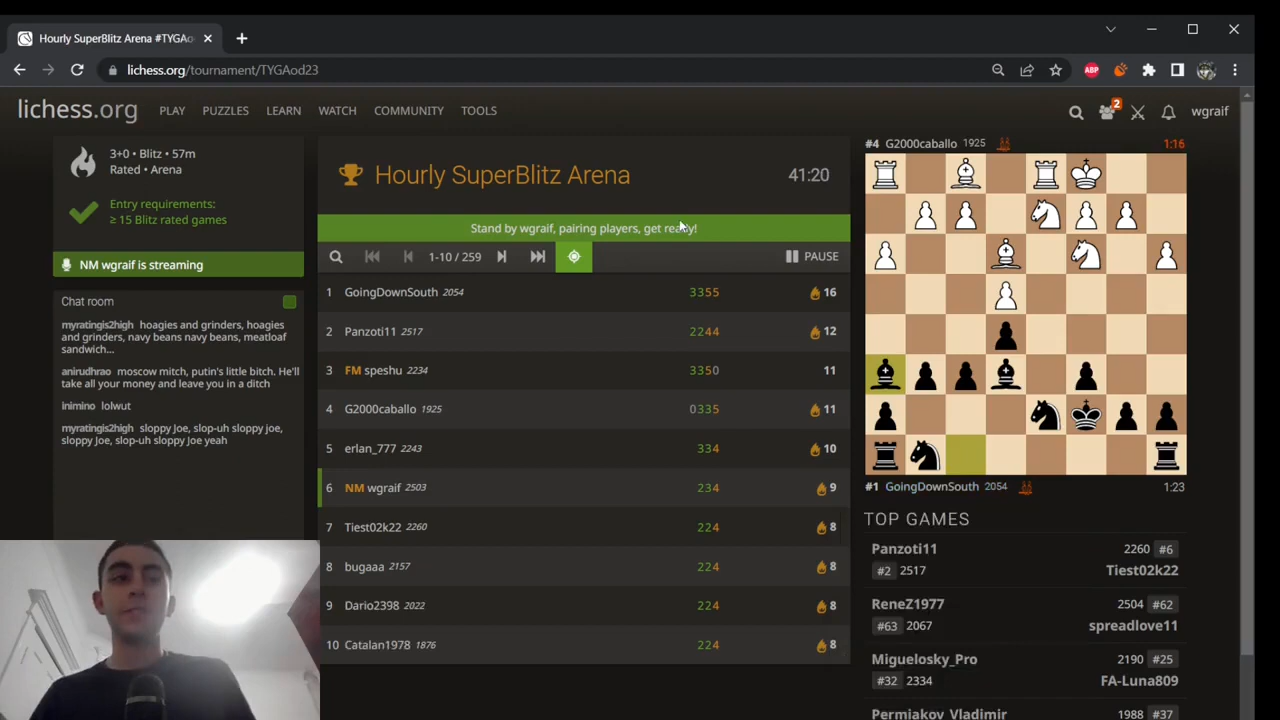 Hourly SuperBlitz Arena #TYGAo
lichess.org/tournament/TYGAod23
ABP
lichess.org
PLAY
PUZZLES
LEARN
WATCH
COMMUNITY
TOOLS
2
wgraif
3+0 • Blitz • 57m
Rated • Arena
Entry requirements:
≥ 15 Blitz rated games
NM wgraif is streaming
Chat room
myratingis2high hoagies and grinders, hoagies
and grinders, navy beans navy beans, meatloaf
sandwich...
anirudhrao moscow mitch, putin's little bitch. He'll
take all your money and leave you in a ditch
inimino lolwut
myratingis2high sloppy Joe, slop-uh sloppy joe,
sloppy Joe, slop-uh sloppy Joe yeah
Hourly SuperBlitz Arena
41:20
Stand by wgraif, pairing players, get ready!
1-10 / 259
PAUSE
1 GoingDownSouth 2054 3355 16
2 Panzoti11 2517 2244 12
3 FM speshu 2234 3350 11
4 G2000caballo 1925 0335 11
5 erlan_777 2243 334 10
6 NM wgraif 2503 234 9
7 Tiest02k22 2260 224 8
8 bugaaa 2157 224 8
9 Dario2398 2022 224 8
10 Catalan1978 1876 224 8
#4 G2000caballo 1925 1:16
#1 GoingDownSouth 2054 1:23
TOP GAMES
Panzoti11 2260 #6
#2 2517 Tiest02k22
ReneZ1977 2504 #62
#63 2067 spreadlove11
Miguelosky_Pro 2190 #25
#32 2334 FA-Luna809
Permiakov_Vladimir 1988 #37